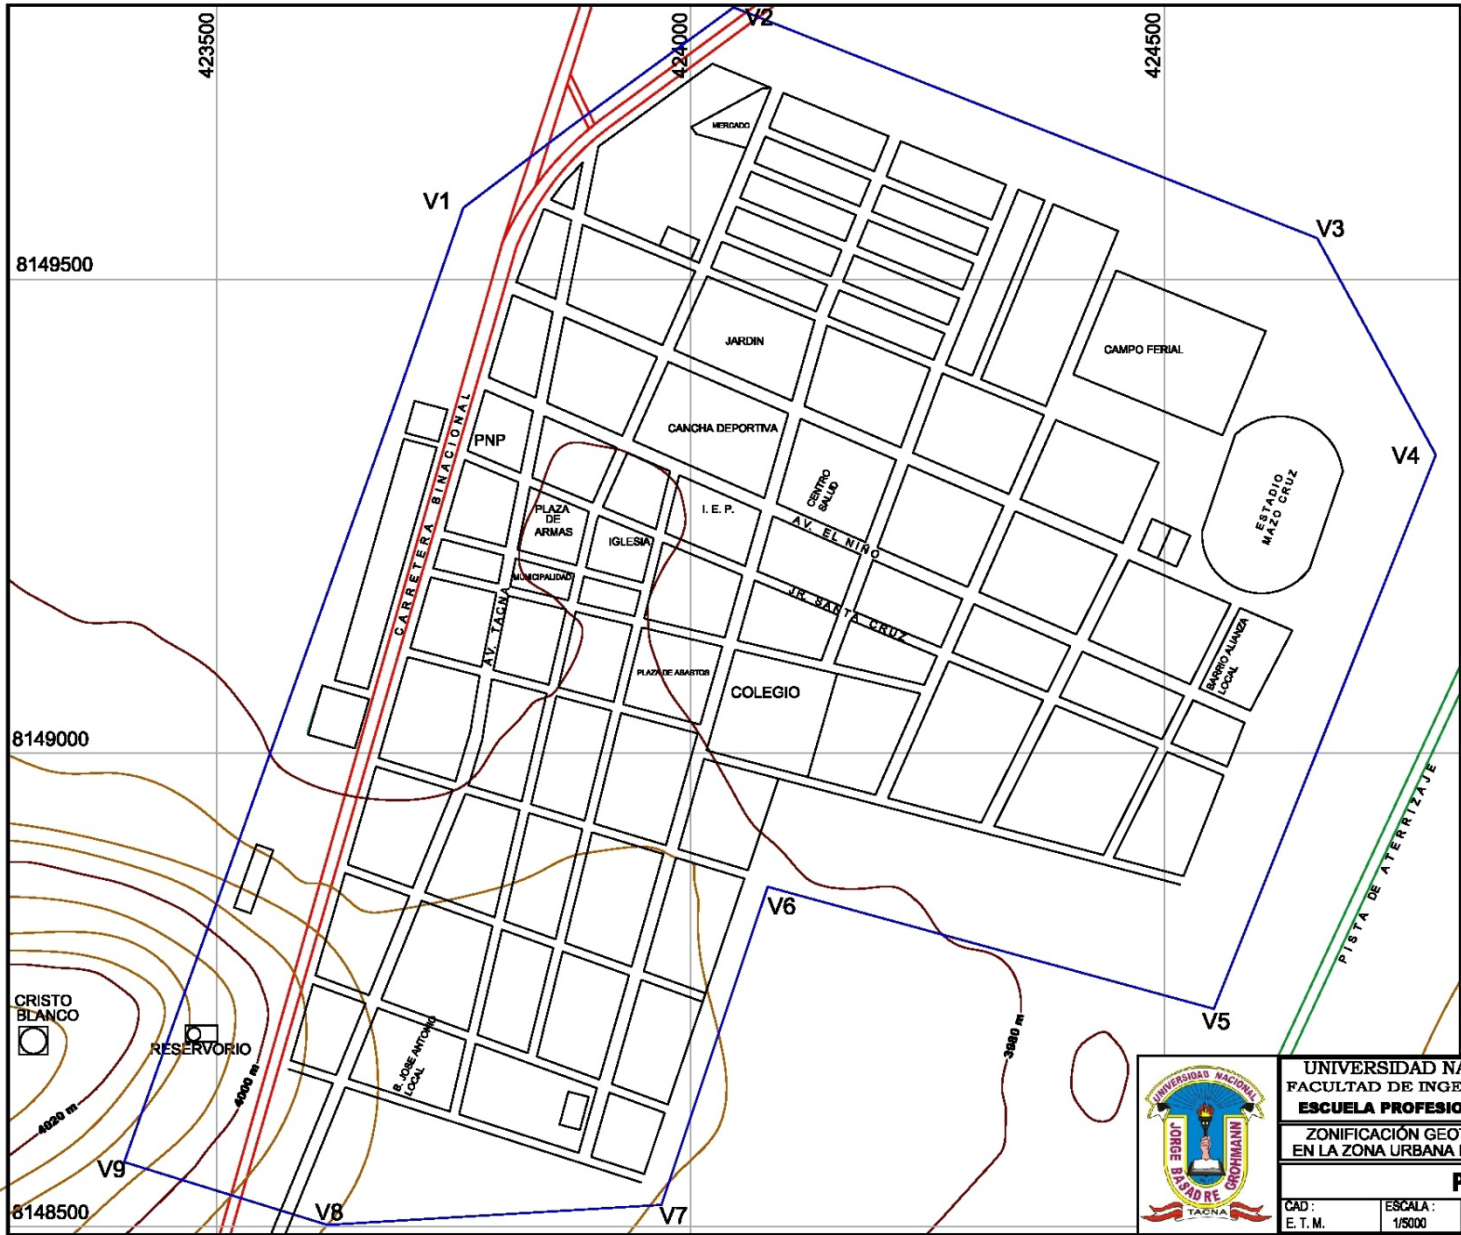 423500
424000
424500
V2
MERCADO
V1
V3
8149500
JARDIN
CAMPO FERIAL
CANCHA DEPORTIVA
PNP
V4
CARRETERA BINACIONAL
CENTRO
SALUD
ESTADIO
MAZO CRUZ
PLAZA
DE
ARMAS
I. E. P.
AV. EL NIÑO
IGLESIA
MUNICIPALIDAD
AV. TACNA
JR. SANTA CRUZ
BARRIO ALIANZA
LOCAL
PLAZA DE ABASTOS
COLEGIO
8149000
PISTA DE ATERRIZAJE
V6
CRISTO
BLANCO
RESERVORIO
V5
3980 m
4000 m
4020 m
B. JOSE ANTONIO
LOCAL
V9
V8
V7
8148500
UNIVERSIDAD NACIONAL
JORGE BASADRE GROHMANN
TACNA
UNIVERSIDAD NA
FACULTAD DE INGE
ESCUELA PROFESIO
ZONIFICACIÓN GEO
EN LA ZONA URBANA
P
CAD :
E. T. M.
ESCALA :
1/5000